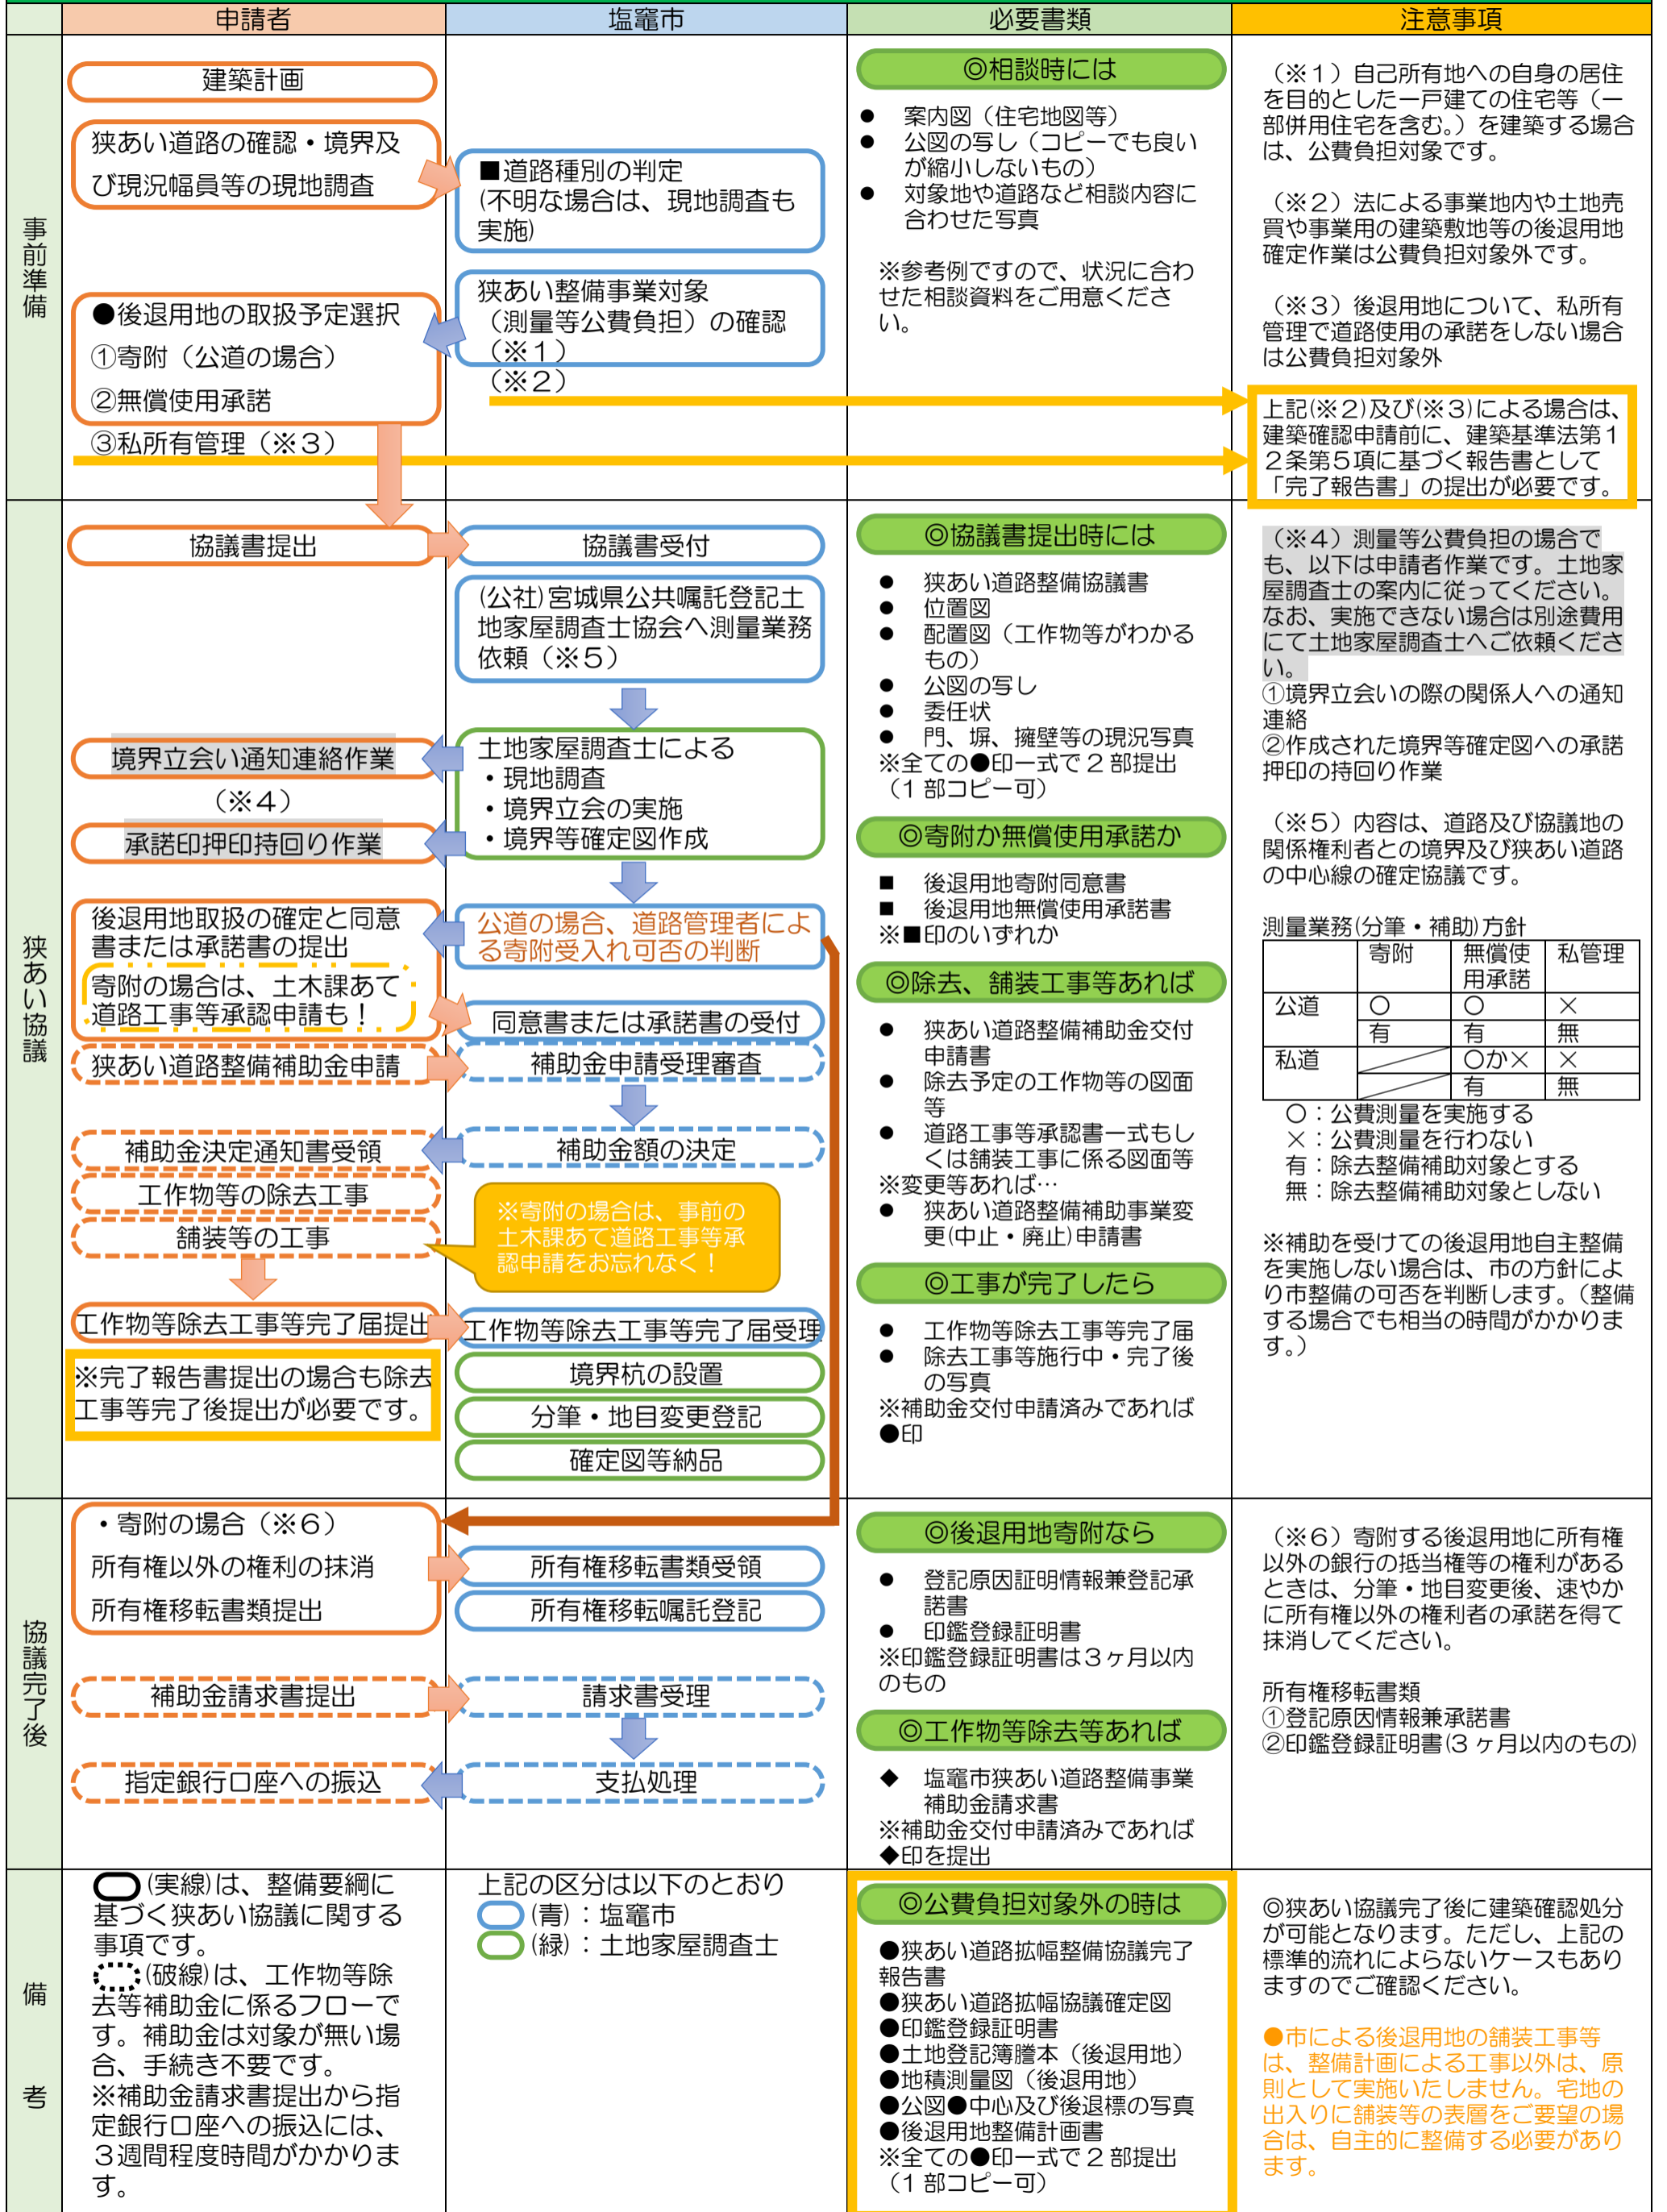 申請者
塩竈市
必要書類
注意事項
事前準備
建築計画
狭あい道路の確認・境界及
び現況幅員等の現地調査
●後退用地の取扱予定選択
①寄附（公道の場合）
②無償使用承諾
③私所有管理（※３）
■道路種別の判定
(不明な場合は、現地調査も
実施)
狭あい整備事業対象
（測量等公費負担）の確認
（※１）
（※２）
◎相談時には
● 案内図（住宅地図等）
● 公図の写し（コピーでも良い
が縮小しないもの）
● 対象地や道路など相談内容に
合わせた写真
※参考例ですので、状況に合わ
せた相談資料をご用意くださ
い。
（※１）自己所有地への自身の居住
を目的とした一戸建ての住宅等（一
部併用住宅を含む。）を建築する場合
は、公費負担対象です。
（※２）法による事業地内や土地売
買や事業用の建築敷地等の後退用地
確定作業は公費負担対象外です。
（※３）後退用地について、私所有
管理で道路使用の承諾をしない場合
は公費負担対象外
上記(※２)及び(※３)による場合は、
建築確認申請前に、建築基準法第１
２条第５項に基づく報告書として
「完了報告書」の提出が必要です。
狭あい協議
協議書提出
境界立会い通知連絡作業
（※４）
承諾印押印持回り作業
後退用地取扱の確定と同意
書または承諾書の提出
寄附の場合は、土木課あて
道路工事等承認申請も！
狭あい道路整備補助金申請
補助金決定通知書受領
工作物等の除去工事
舗装等の工事
工作物等除去工事等完了届提出
※完了報告書提出の場合も除去
工事等完了後提出が必要です。
協議書受付
(公社)宮城県公共嘱託登記土
地家屋調査士協会へ測量業務
依頼（※５）
土地家屋調査士による
・現地調査
・境界立会の実施
・境界等確定図作成
公道の場合、道路管理者によ
る寄附受入れ可否の判断
同意書または承諾書の受付
補助金申請受理審査
補助金額の決定
※寄附の場合は、事前の
土木課あて道路工事等承
認申請をお忘れなく！
工作物等除去工事等完了届受理
境界杭の設置
分筆・地目変更登記
確定図等納品
◎協議書提出時には
● 狭あい道路整備協議書
● 位置図
● 配置図（工作物等がわかる
もの）
● 公図の写し
● 委任状
● 門、塀、擁壁等の現況写真
※全ての●印一式で２部提出
（１部コピー可）
◎寄附か無償使用承諾か
■ 後退用地寄附同意書
■ 後退用地無償使用承諾書
※■印のいずれか
◎除去、舗装工事等あれば
● 狭あい道路整備補助金交付
申請書
● 除去予定の工作物等の図面
等
● 道路工事等承認書一式もし
くは舗装工事に係る図面等
※変更等あれば…
● 狭あい道路整備補助事業変
更(中止・廃止)申請書
◎工事が完了したら
● 工作物等除去工事等完了届
● 除去工事等施行中・完了後
の写真
※補助金交付申請済みであれば
●印
（※４）測量等公費負担の場合で
も、以下は申請者作業です。土地家
屋調査士の案内に従ってください。
なお、実施できない場合は別途費用
にて土地家屋調査士へご依頼くださ
い。
①境界立会いの際の関係人への通知
連絡
②作成された境界等確定図への承諾
押印の持回り作業
（※５）内容は、道路及び協議地の
関係権利者との境界及び狭あい道路
の中心線の確定協議です。
測量業務(分筆・補助)方針
寄附 無償使 私管理
用承諾
公道 〇 〇 ×
有 有 無
私道 〇か× ×
有 無
〇：公費測量を実施する
×：公費測量を行わない
有：除去整備補助対象とする
無：除去整備補助対象としない
※補助を受けての後退用地自主整備
を実施しない場合は、市の方針によ
り市整備の可否を判断します。（整備
する場合でも相当の時間がかかりま
す。）
協議完了後
・寄附の場合（※６）
所有権以外の権利の抹消
所有権移転書類提出
補助金請求書提出
指定銀行口座への振込
所有権移転書類受領
所有権移転嘱託登記
請求書受理
支払処理
◎後退用地寄附なら
● 登記原因証明情報兼登記承
諾書
● 印鑑登録証明書
※印鑑登録証明書は３ヶ月以内
のもの
◎工作物等除去等あれば
◆ 塩竈市狭あい道路整備事業
補助金請求書
※補助金交付申請済みであれば
◆印を提出
（※６）寄附する後退用地に所有権
以外の銀行の抵当権等の権利がある
ときは、分筆・地目変更後、速やか
に所有権以外の権利者の承諾を得て
抹消してください。
所有権移転書類
①登記原因情報兼承諾書
②印鑑登録証明書(３ヶ月以内のもの)
備考
(実線)は、整備要綱に
基づく狭あい協議に関する
事項です。
(破線)は、工作物等除
去等補助金に係るフローで
す。補助金は対象が無い場
合、手続き不要です。
※補助金請求書提出から指
定銀行口座への振込には、
３週間程度時間がかかりま
す。
上記の区分は以下のとおり
(青)：塩竈市
(緑)：土地家屋調査士
◎公費負担対象外の時は
●狭あい道路拡幅整備協議完了
報告書
●狭あい道路拡幅協議確定図
●印鑑登録証明書
●土地登記簿謄本（後退用地）
●地積測量図（後退用地）
●公図●中心及び後退標の写真
●後退用地整備計画書
※全ての●印一式で２部提出
（１部コピー可）
◎狭あい協議完了後に建築確認処分
が可能となります。ただし、上記の
標準的流れによらないケースもあり
ますのでご確認ください。
●市による後退用地の舗装工事等
は、整備計画による工事以外は、原
則として実施いたしません。宅地の
出入りに舗装等の表層をご要望の場
合は、自主的に整備する必要があり
ます。